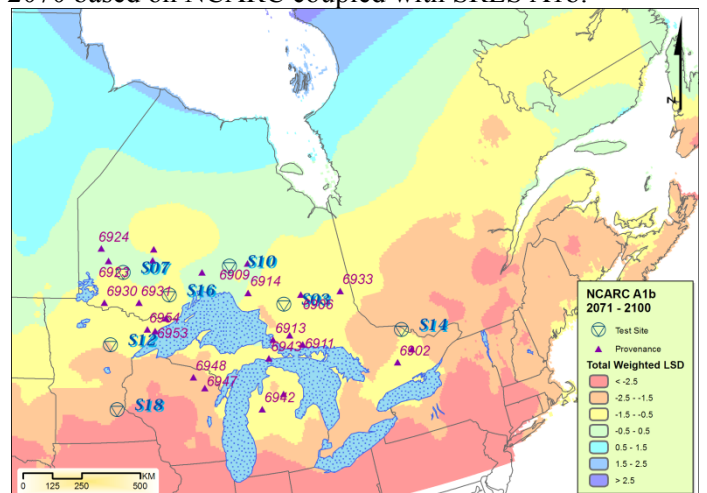 2070 based on NCARC coupled with SRES A1b.
N
6924
S07
S10
6923
6909
6914
6933
6930
6931
S16
S03
S14
6953
S12
6913
6911
6943
6902
6948
6947
6942
S18
NCARC A1b
2071 - 2100
Test Site
Provenance
Total Weighted LSD
< -2.5
-2.5 - -1.5
-1.5 - -0.5
-0.5 - 0.5
0.5 - 1.5
1.5 - 2.5
> 2.5
KM
0 125 250 500